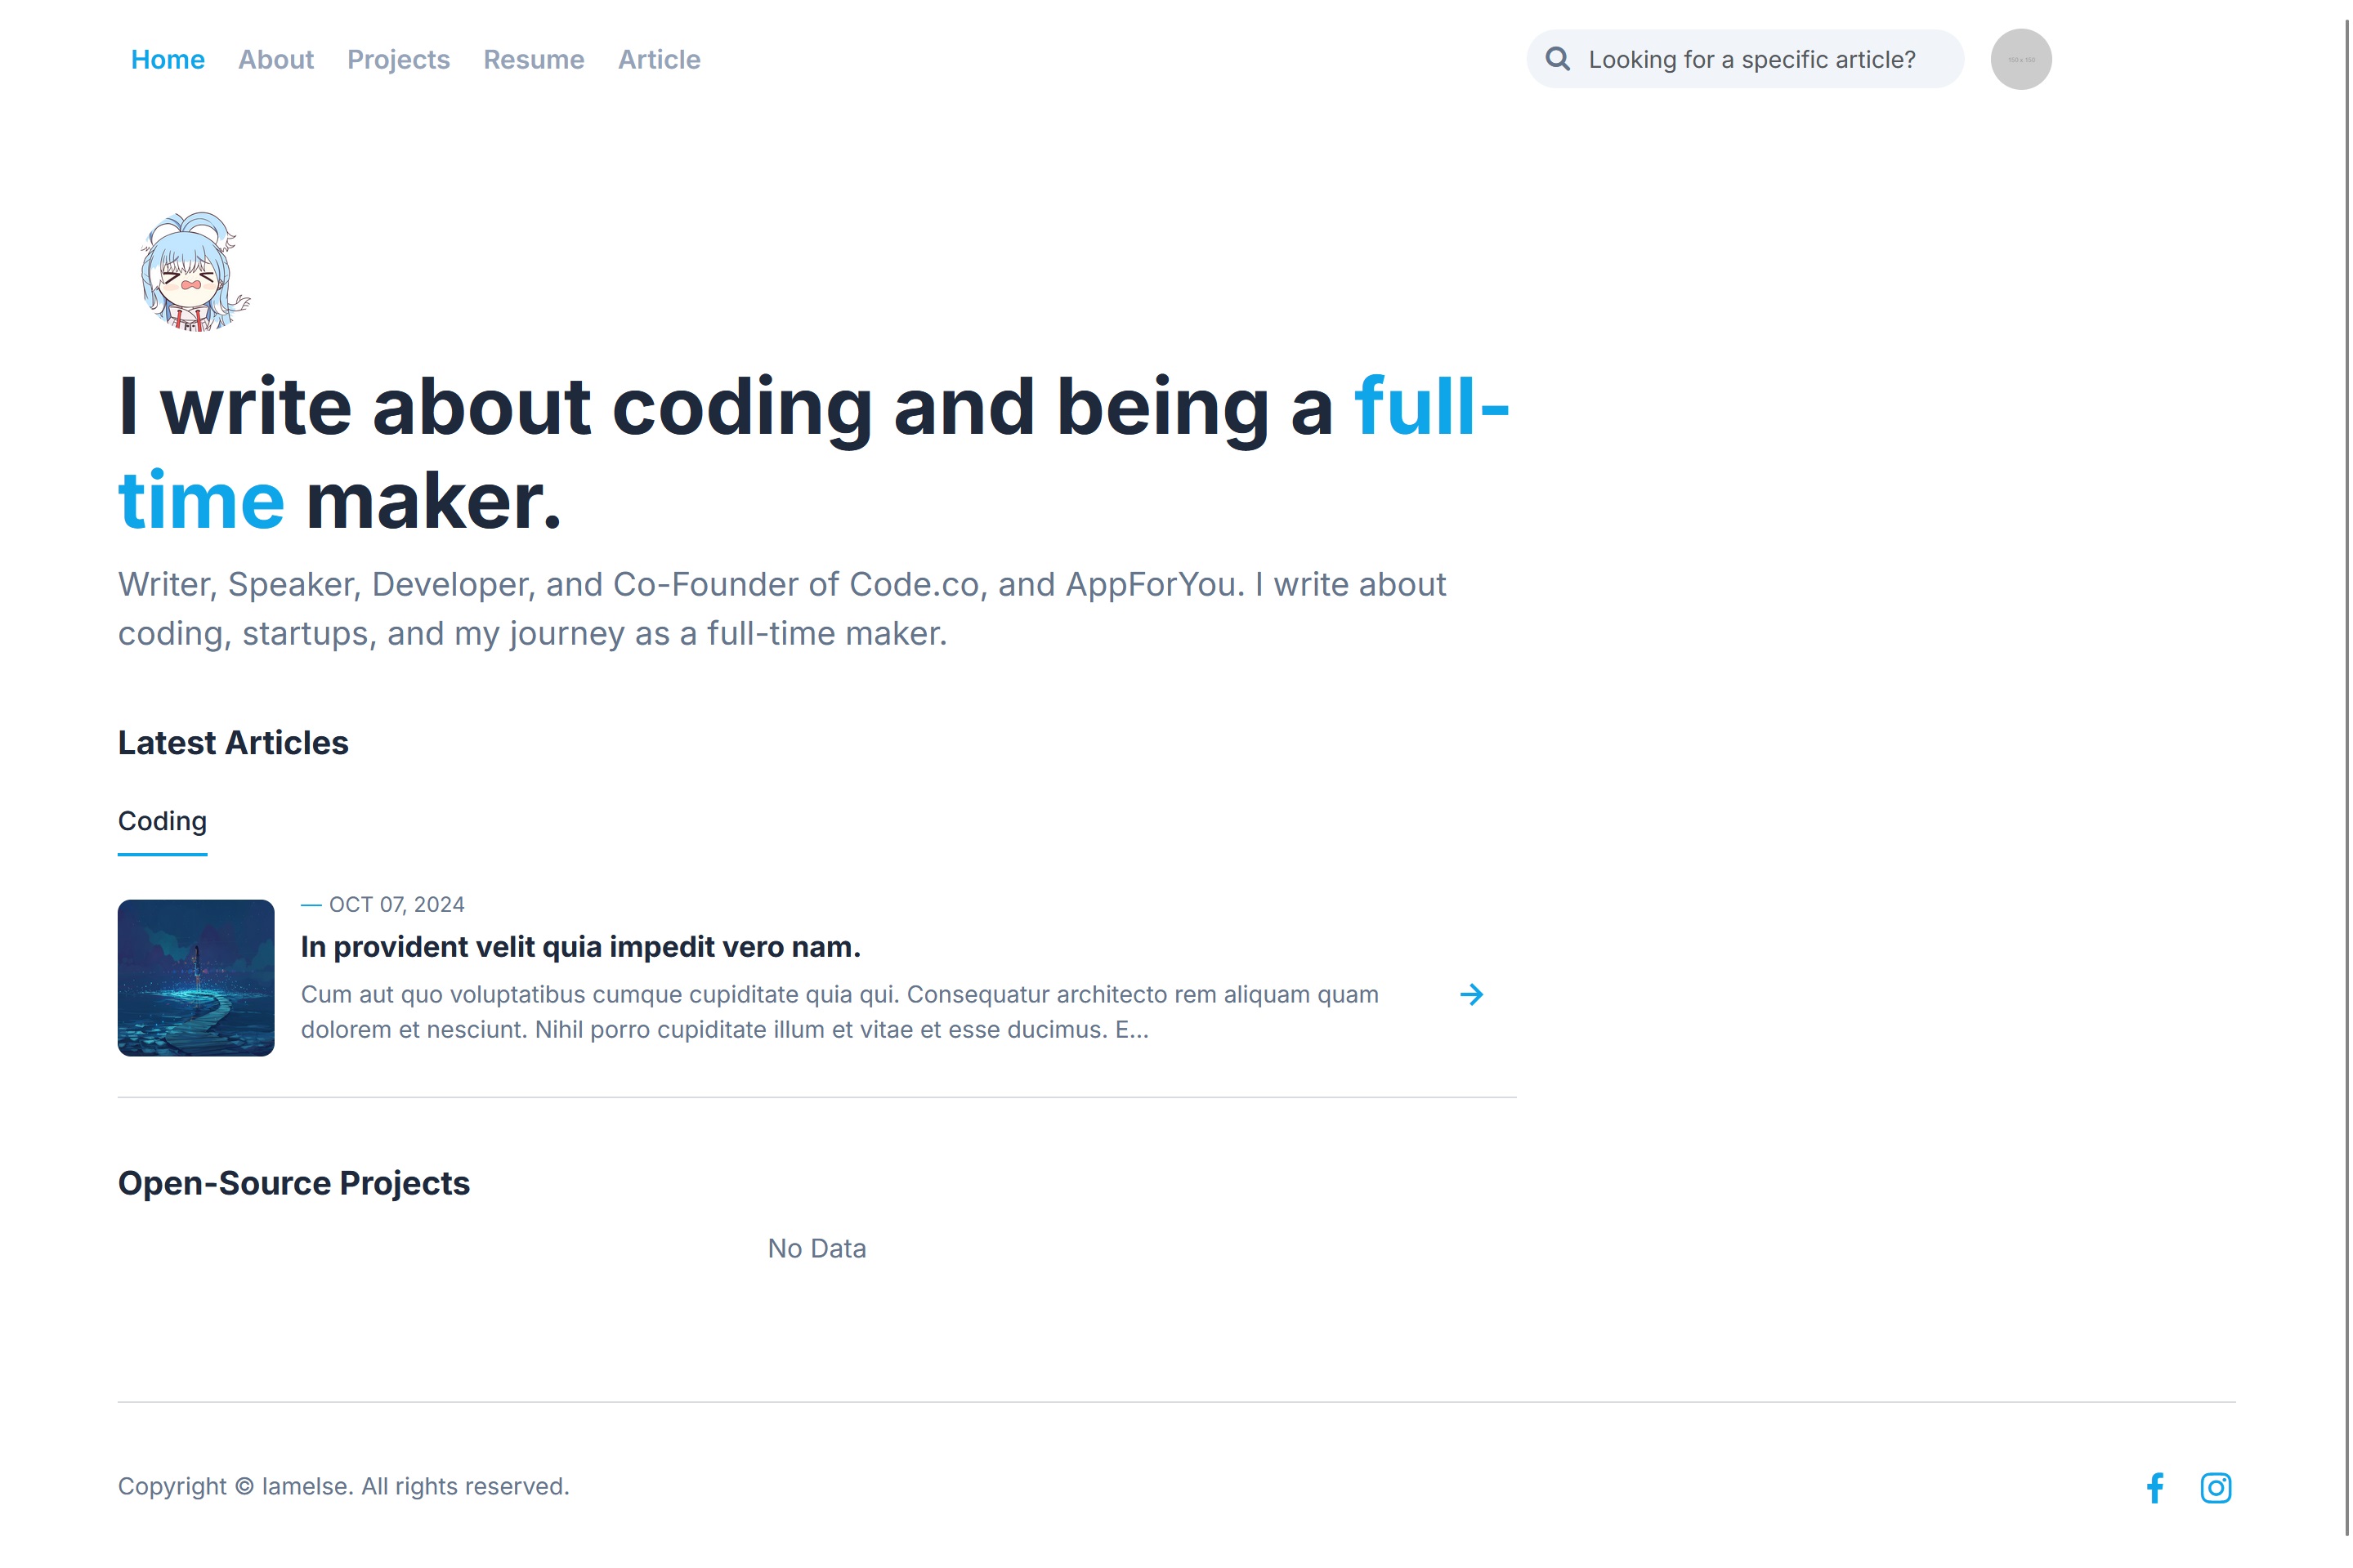 Home About Projects Resume Article
Looking for a specific article?
I write about coding and being a full-
time maker.
Writer, Speaker, Developer, and Co-Founder of Code.co, and AppForYou. I write about
coding, startups, and my journey as a full-time maker.
Latest Articles
Coding
— OCT 07, 2024
In provident velit quia impedit vero nam.
Cum aut quo voluptatibus cumque cupiditate quia qui. Consequatur architecto rem aliquam quam
dolorem et nesciunt. Nihil porro cupiditate illum et vitae et esse ducimus. E...
Open-Source Projects
No Data
Copyright © lamelse. All rights reserved.